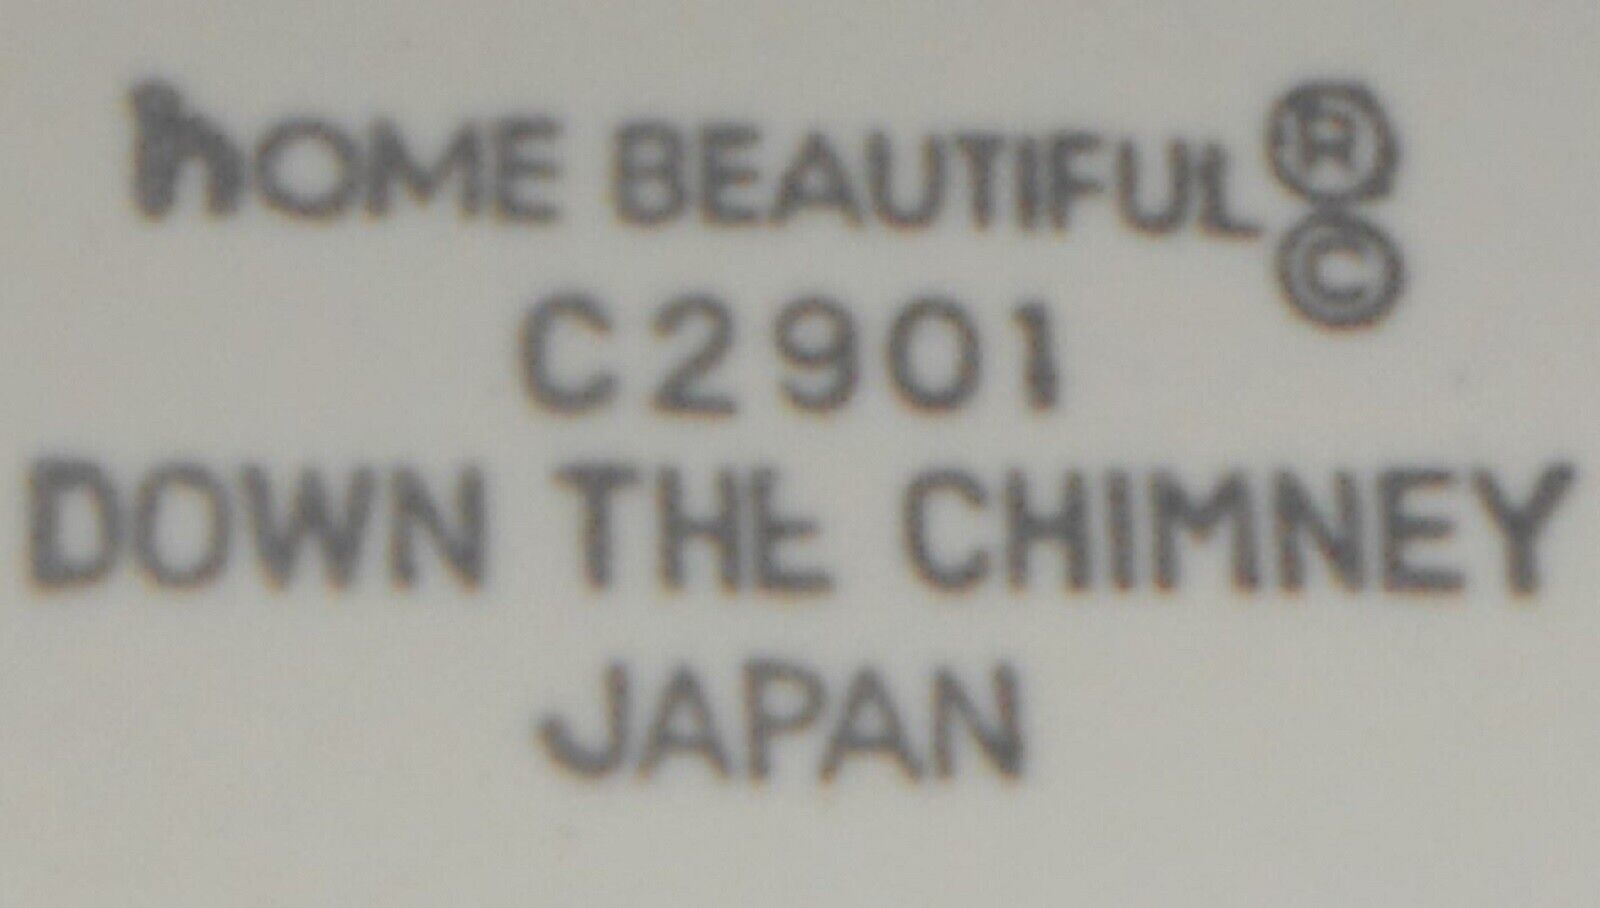 hOME BEAUTIFUL ® ©
C2901
DOWN THE CHIMNEY
JAPAN